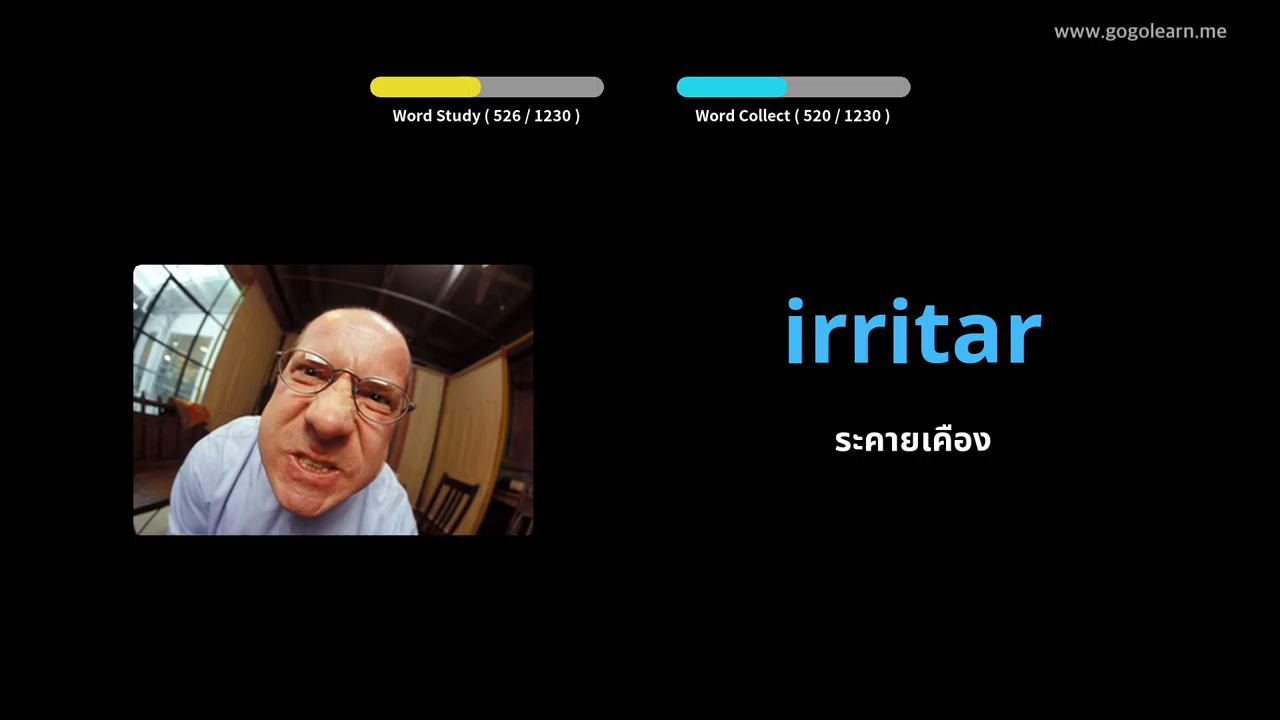 www.gogolearn.me
Word Study ( 526 / 1230 )
Word Collect ( 520 / 1230 )
irritar
ระคายเคือง